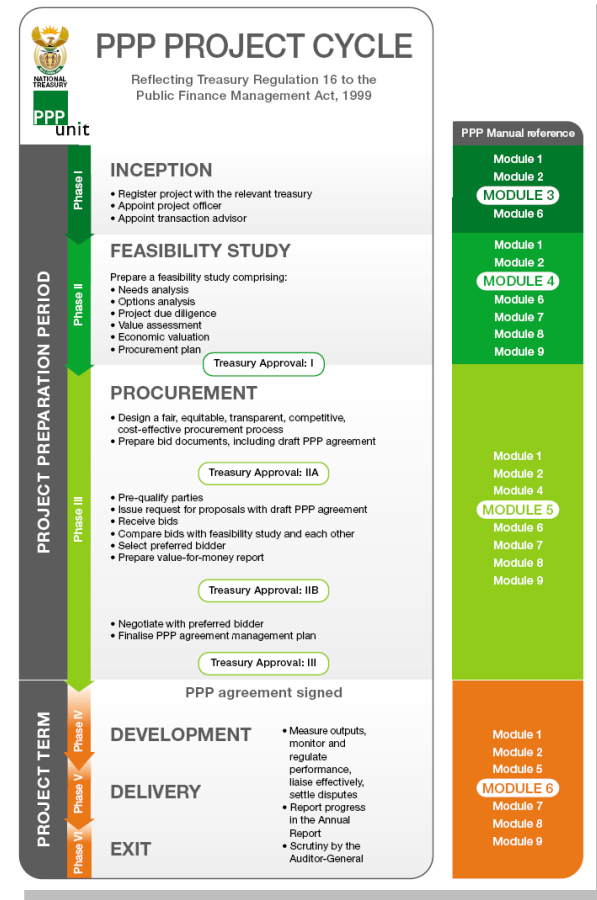 PPP PROJECT CYCLE
Reflecting Treasury Regulation 16 to the
Public Finance Management Act, 1999
NATIONAL
TREASURY
PPP
unit
PPP Manual reference
PROJECT PREPARATION PERIOD
Phase I
INCEPTION
• Register project with the relevant treasury
• Appoint project officer
• Appoint transaction advisor
Module 1
Module 2
MODULE 3
Module 6
Phase II
FEASIBILITY STUDY
Prepare a feasibility study comprising:
• Needs analysis
• Options analysis
• Project due diligence
• Value assessment
• Economic valuation
• Procurement plan
Treasury Approval: I
Module 1
Module 2
MODULE 4
Module 6
Module 7
Module 8
Module 9
Phase III
PROCUREMENT
• Design a fair, equitable, transparent, competitive,
cost-effective procurement process
• Prepare bid documents, including draft PPP agreement
Treasury Approval: IIA
• Pre-qualify parties
• Issue request for proposals with draft PPP agreement
• Receive bids
• Compare bids with feasibility study and each other
• Select preferred bidder
• Prepare value-for-money report
Treasury Approval: IIB
• Negotiate with preferred bidder
• Finalise PPP agreement management plan
Treasury Approval: III
Module 1
Module 2
Module 4
MODULE 5
Module 6
Module 7
Module 8
Module 9
PROJECT TERM
PPP agreement signed
Phase IV
DEVELOPMENT
Phase V
DELIVERY
Phase VI
EXIT
• Measure outputs,
monitor and
regulate
performance,
liaise effectively,
settle disputes
• Report progress
in the Annual
Report
• Scrutiny by the
Auditor-General
Module 1
Module 2
Module 5
MODULE 6
Module 7
Module 8
Module 9